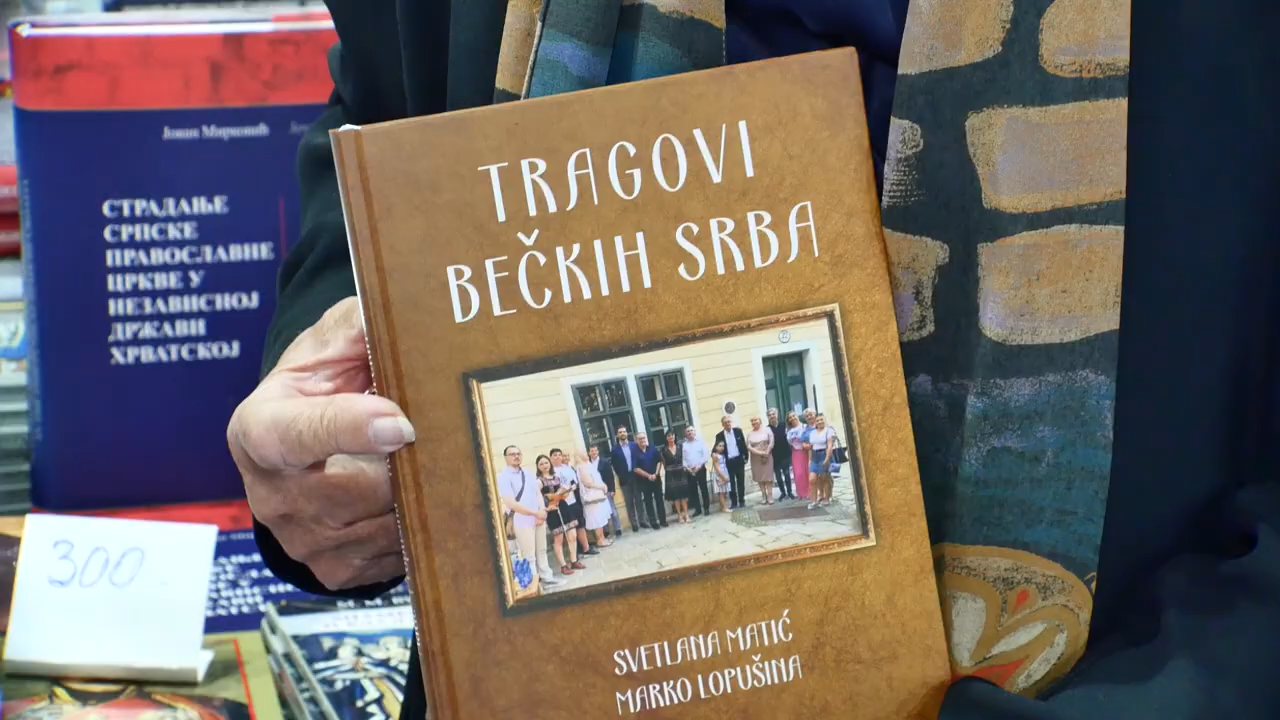 TRAGOVI
BEČKIH SRBA
SVETLANA MATIĆ
MARKO LOPUŠINA
Јован Мирковић
СТРАДАЊЕ
СРПСКЕ
ПРАВОСЛАВНЕ
ЦРКВЕ У
НЕЗАВИСНОЈ
ДРЖАВИ
ХРВАТСКОЈ
300